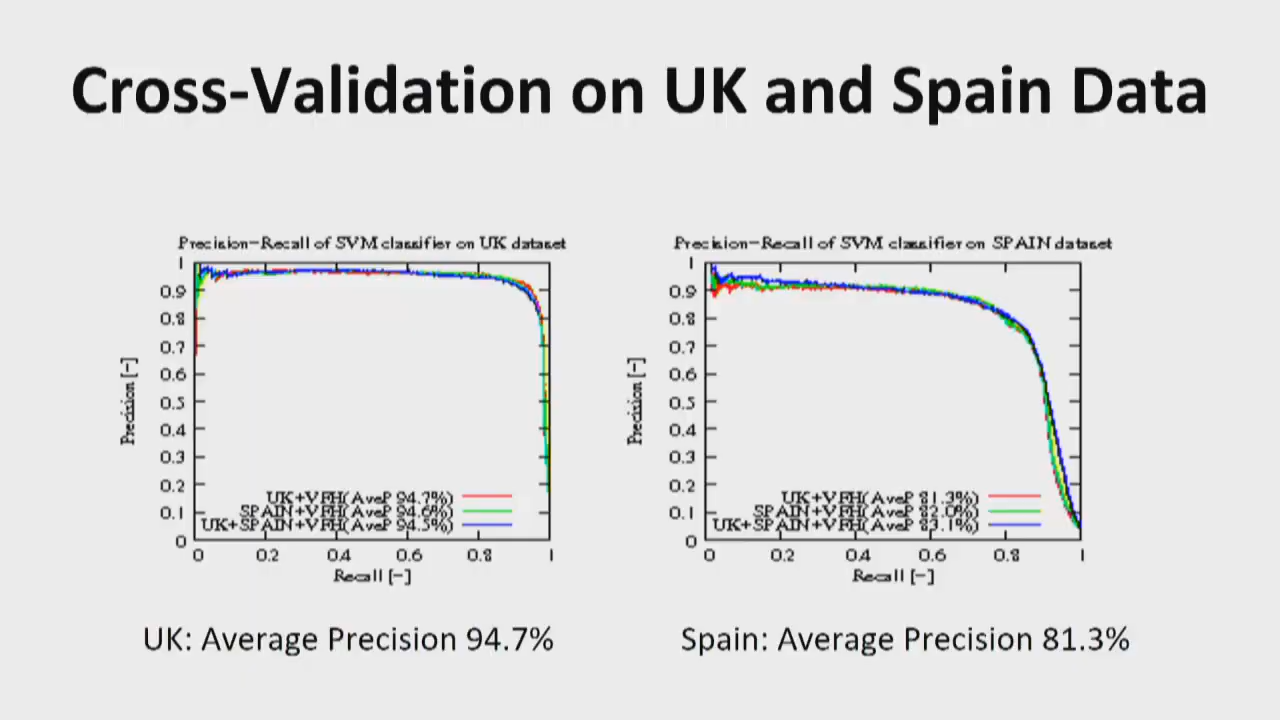 Cross-Validation on UK and Spain Data
Precision-Recall of SVM classifier on UK dataset
1
0.9
0.8
0.7
0.6
0.5
0.4
0.3
0.2
0.1
0
Precision [-]
UK+VFH(AveP 94.7%)
SPAIN+VFH(AveP 94.6%)
UK+SPAIN+VFH(AveP 94.5%)
0 0.2 0.4 0.6 0.8 1
Recall [-]
UK: Average Precision 94.7%
Precision-Recall of SVM classifier on SPAIN dataset
1
0.9
0.8
0.7
0.6
0.5
0.4
0.3
0.2
0.1
0
Precision [-]
UK+VFH(AveP 81.3%)
SPAIN+VFH(AveP 82.0%)
UK+SPAIN+VFH(AveP 83.1%)
0 0.2 0.4 0.6 0.8 1
Recall [-]
Spain: Average Precision 81.3%